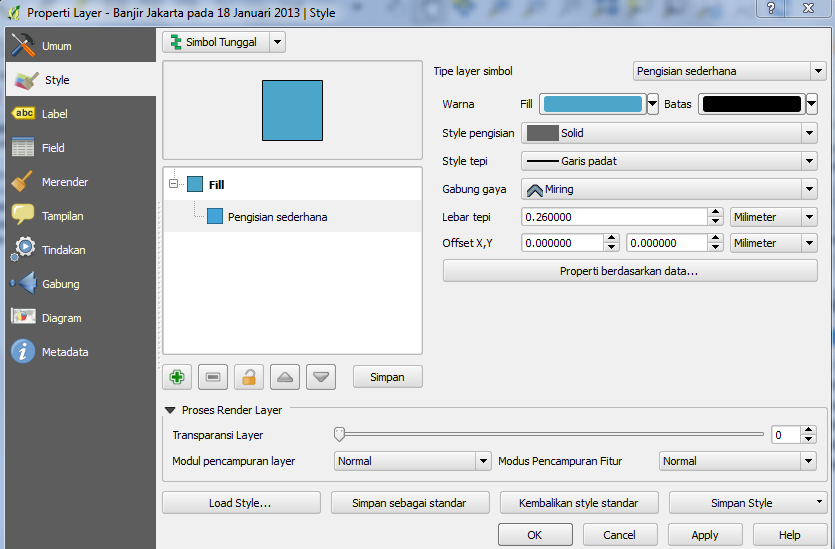 Properti Layer - Banjir Jakarta pada 18 Januari 2013 | Style
?
Umum
Style
abc Label
Field
Merender
Tampilan
Tindakan
Gabung
Diagram
Metadata
Simbol Tunggal
Fill
Pengisian sederhana
Simpan
Tipe layer simbol Pengisian sederhana
Warna Fill Batas
Style pengisian Solid
Style tepi Garis padat
Gabung gaya Miring
Lebar tepi 0.260000 Milimeter
Offset X,Y 0.000000 0.000000 Milimeter
Properti berdasarkan data...
Proses Render Layer
Transparansi Layer 0
Modul pencampuran layer Normal Modus Pencampuran Fitur Normal
Load Style... Simpan sebagai standar Kembalikan style standar Simpan Style
OK Cancel Apply Help